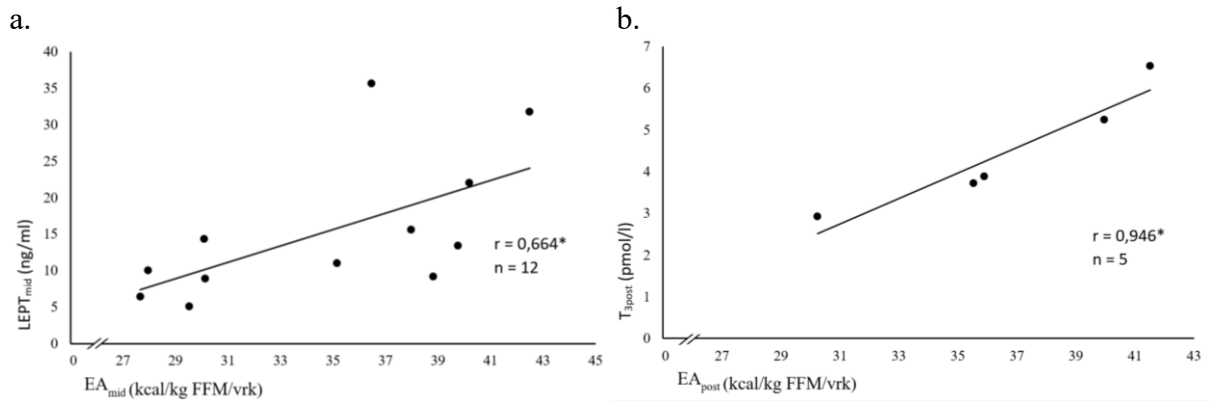 a.
40
35
30
25
20
15
10
5
0
LEPTmid (ng/ml)
r = 0,664*
n = 12
0 27 29 31 33 35 37 39 41 43 45
EAmid (kcal/kg FFM/vrk)
b.
7
6
5
4
3
2
1
0
T3post (pmol/l)
r = 0,946*
n = 5
0 27 29 31 33 35 37 39 41 43
EApost (kcal/kg FFM/vrk)